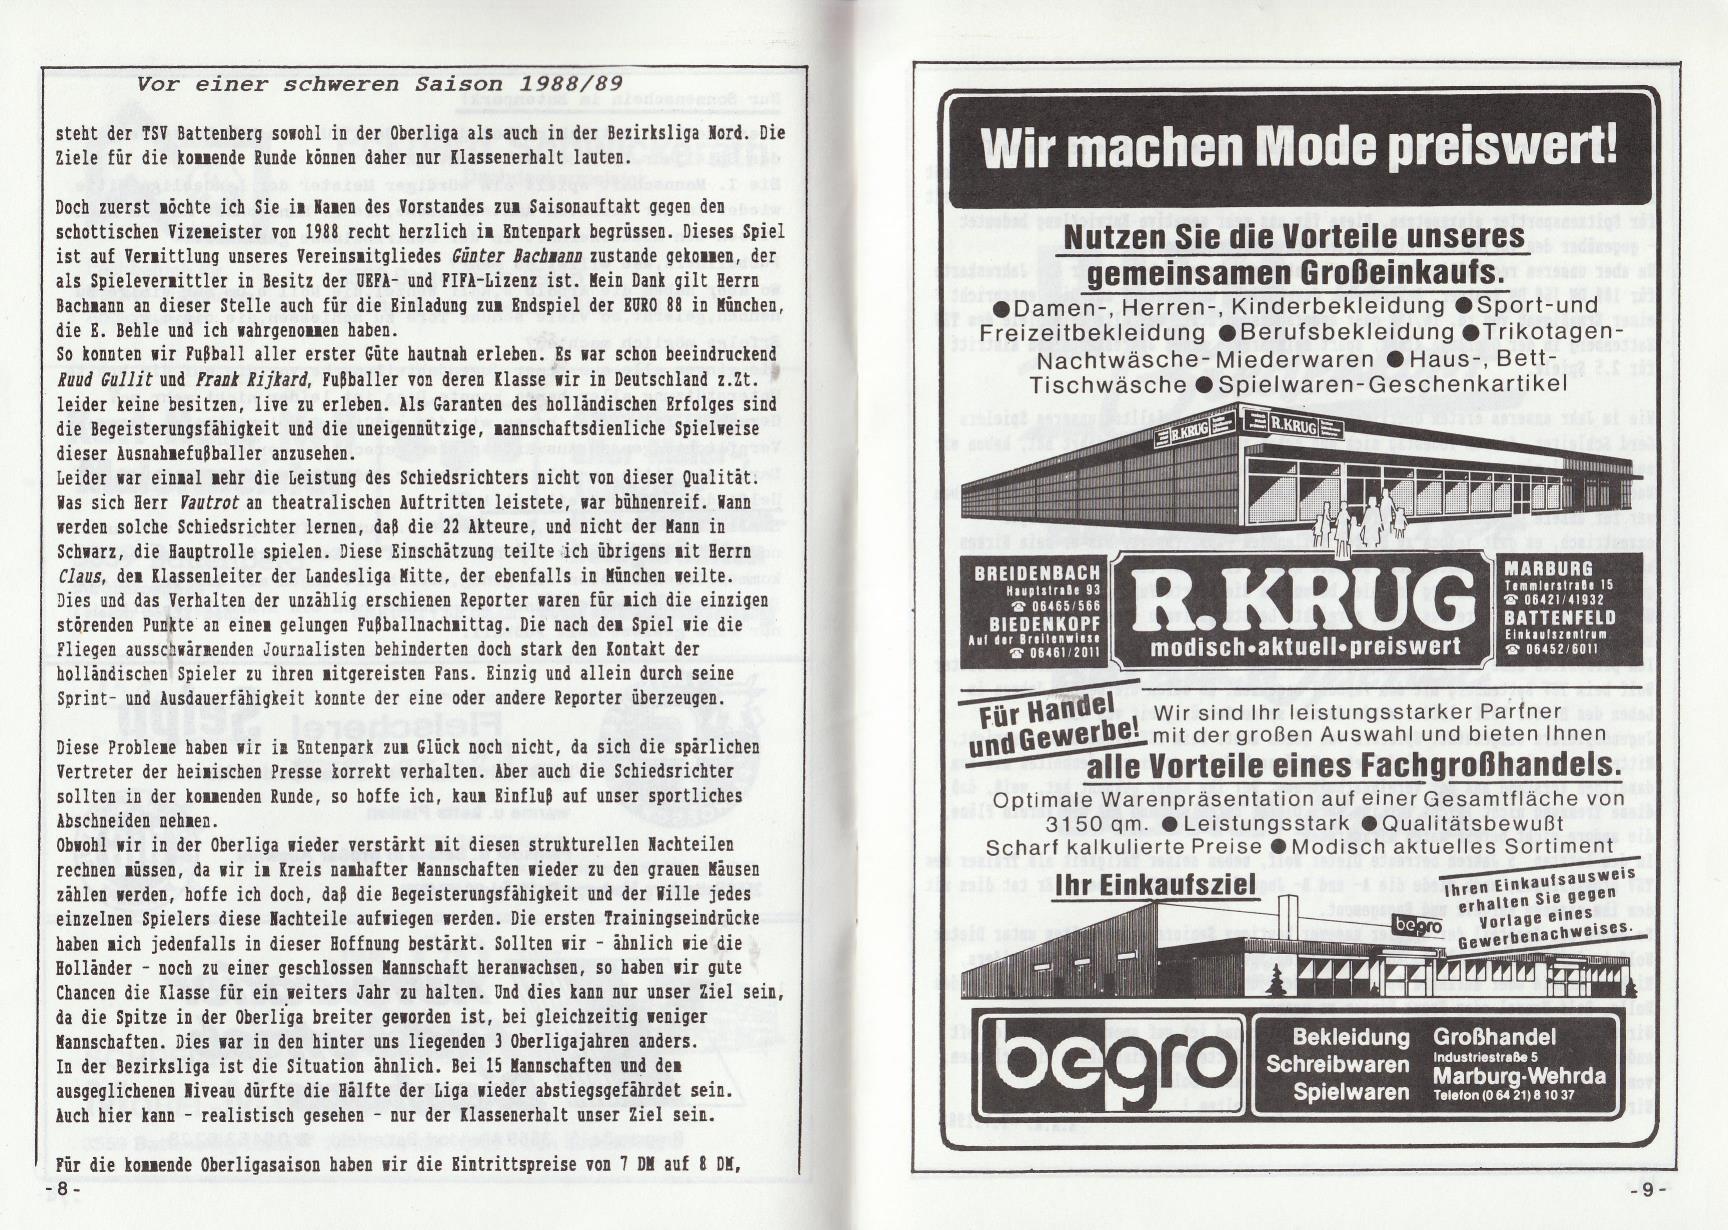 Vor einer schweren Saison 1988/89
steht der TSV Battenberg sowohl in der Oberliga als auch in der Bezirksliga Nord. Die
Ziele für die kommende Runde können daher nur Klassenerhalt lauten.
Doch zuerst möchte ich Sie im Namen des Vorstandes zum Saisonauftakt gegen den
schottischen Vizemeister von 1988 recht herzlich im Entenpark begrüssen. Dieses Spiel
ist auf Vermittlung unseres Vereinsmitgliedes Günter Bachmann zustande gekommen, der
als Spielevermittler in Besitz der UEFA- und FIFA-Lizenz ist. Mein Dank gilt Herrn
Bachmann an dieser Stelle auch für die Einladung zum Endspiel der EURO 88 in München,
die E. Behle und ich wahrgenommen haben.
So konnten wir Fußball aller erster Güte hautnah erleben. Es war schon beeindruckend
Ruud Gullit und Frank Rijkard, Fußballer von deren Klasse wir in Deutschland z.Zt.
leider keine besitzen, live zu erleben. Als Garanten des holländischen Erfolges sind
die Begeisterungsfähigkeit und die uneigennützige, mannschaftsdienliche Spielweise
dieser Ausnahmefußballer anzusehen.
Leider war einmal mehr die Leistung des Schiedsrichters nicht von dieser Qualität.
Was sich Herr Vautrot an theatralischen Auftritten leistete, war bühnenreif. Wann
werden solche Schiedsrichter lernen, daß die 22 Akteure, und nicht der Mann in
Schwarz, die Hauptrolle spielen. Diese Einschätzung teilte ich übrigens mit Herrn
Claus, dem Klassenleiter der Landesliga Mitte, der ebenfalls in München weilte.
Dies und das Verhalten der unzählig erschienen Reporter waren für mich die einzigen
störenden Punkte an einem gelungen Fußballnachmittag. Die nach dem Spiel wie die
Fliegen ausschwärmenden Journalisten behinderten doch stark den Kontakt der
holländischen Spieler zu ihren mitgereisten Fans. Einzig und allein durch seine
Sprint- und Ausdauerfähigkeit konnte der eine oder andere Reporter überzeugen.
Diese Probleme haben wir im Entenpark zum Glück noch nicht, da sich die spärlichen
Vertreter der heimischen Presse korrekt verhalten. Aber auch die Schiedsrichter
sollten in der kommenden Runde, so hoffe ich, kaum Einfluß auf unser sportliches
Abschneiden nehmen.
Obwohl wir in der Oberliga wieder verstärkt mit diesen strukturellen Nachteilen
rechnen müssen, da wir im Kreis namhafter Mannschaften wieder zu den grauen Mäusen
zählen werden, hoffe ich doch, daß die Begeisterungsfähigkeit und der Wille jedes
einzelnen Spielers diese Nachteile aufwiegen werden. Die ersten Trainingseindrücke
haben mich jedenfalls in dieser Hoffnung bestärkt. Sollten wir - ähnlich wie die
Holländer - noch zu einer geschlossen Mannschaft heranwachsen, so haben wir gute
Chancen die Klasse für ein weiters Jahr zu halten. Und dies kann nur unser Ziel sein,
da die Spitze in der Oberliga breiter geworden ist, bei gleichzeitig weniger
Mannschaften. Dies war in den hinter uns liegenden 3 Oberligajahren anders.
In der Bezirksliga ist die Situation ähnlich. Bei 15 Mannschaften und dem
ausgeglichenen Niveau dürfte die Hälfte der Liga wieder abstiegsgefährdet sein.
Auch hier kann - realistisch gesehen - nur der Klassenerhalt unser Ziel sein.
Für die kommende Oberligasaison haben wir die Eintrittspreise von 7 DM auf 8 DM,
- 8 -
Wir machen Mode preiswert!
Nutzen Sie die Vorteile unseres
gemeinsamen Großeinkaufs.
● Damen-, Herren-, Kinderbekleidung ● Sport-und
Freizeitbekleidung ● Berufsbekleidung ● Trikotagen-
Nachtwäsche-Miederwaren ● Haus-, Bett-
Tischwäsche ● Spielwaren-Geschenkartikel
R.KRUG R.KRUG
BREIDENBACH
Hauptstraße 93
☎ 06465/566
BIEDENKOPF
Auf der Breitenwiese
☎ 06461/2011
R.KRUG
modisch•aktuell•preiswert
MARBURG
Temmlerstraße 15
☎ 06421/41932
BATTENFELD
Einkaufszentrum
☎ 06452/6011
Für Handel
und Gewerbe!
Wir sind Ihr leistungsstarker Partner
mit der großen Auswahl und bieten Ihnen
alle Vorteile eines Fachgroßhandels.
Optimale Warenpräsentation auf einer Gesamtfläche von
3150 qm. ● Leistungsstark ● Qualitätsbewußt
Scharf kalkulierte Preise ● Modisch aktuelles Sortiment
Ihr Einkaufsziel
Ihren Einkaufsausweis
erhalten Sie gegen
Vorlage eines
Gewerbenachweises.
begro
begro
Bekleidung
Schreibwaren
Spielwaren
Großhandel
Industriestraße 5
Marburg-Wehrda
Telefon (0 64 21) 8 10 37
- 9 -